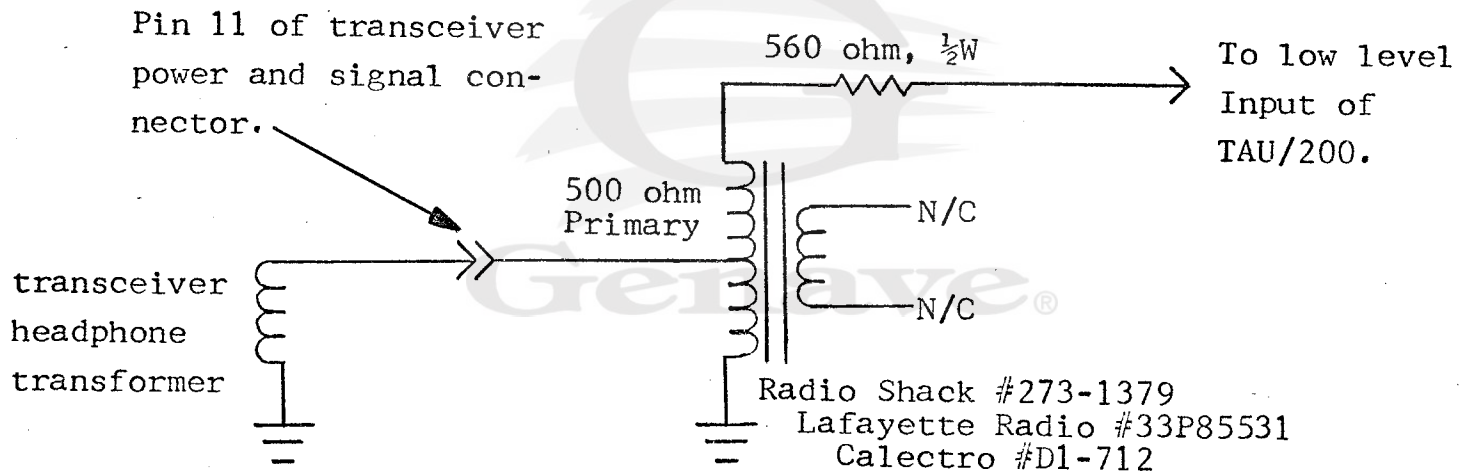 Pin 11 of transceiver
power and signal con-
nector.
560 ohm, ½W
To low level
Input of
TAU/200.
500 ohm
Primary
N/C
N/C
transceiver
headphone
transformer
Genave®
Radio Shack #273-1379
Lafayette Radio #33P85531
Calectro #D1-712